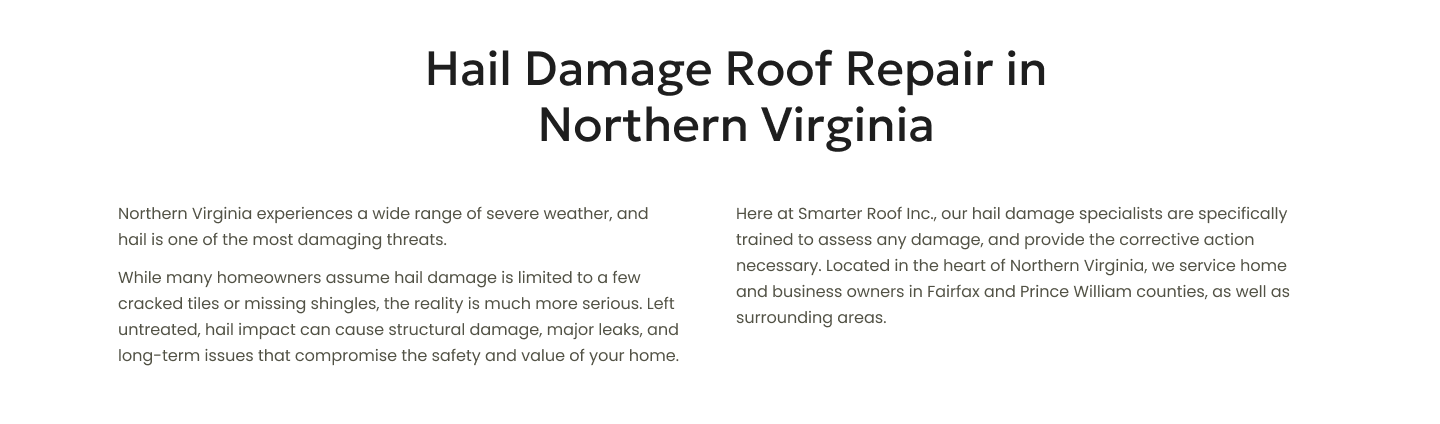 Hail Damage Roof Repair in
Northern Virginia
Northern Virginia experiences a wide range of severe weather, and
hail is one of the most damaging threats.
While many homeowners assume hail damage is limited to a few
cracked tiles or missing shingles, the reality is much more serious. Left
untreated, hail impact can cause structural damage, major leaks, and
long-term issues that compromise the safety and value of your home.
Here at Smarter Roof Inc., our hail damage specialists are specifically
trained to assess any damage, and provide the corrective action
necessary. Located in the heart of Northern Virginia, we service home
and business owners in Fairfax and Prince William counties, as well as
surrounding areas.